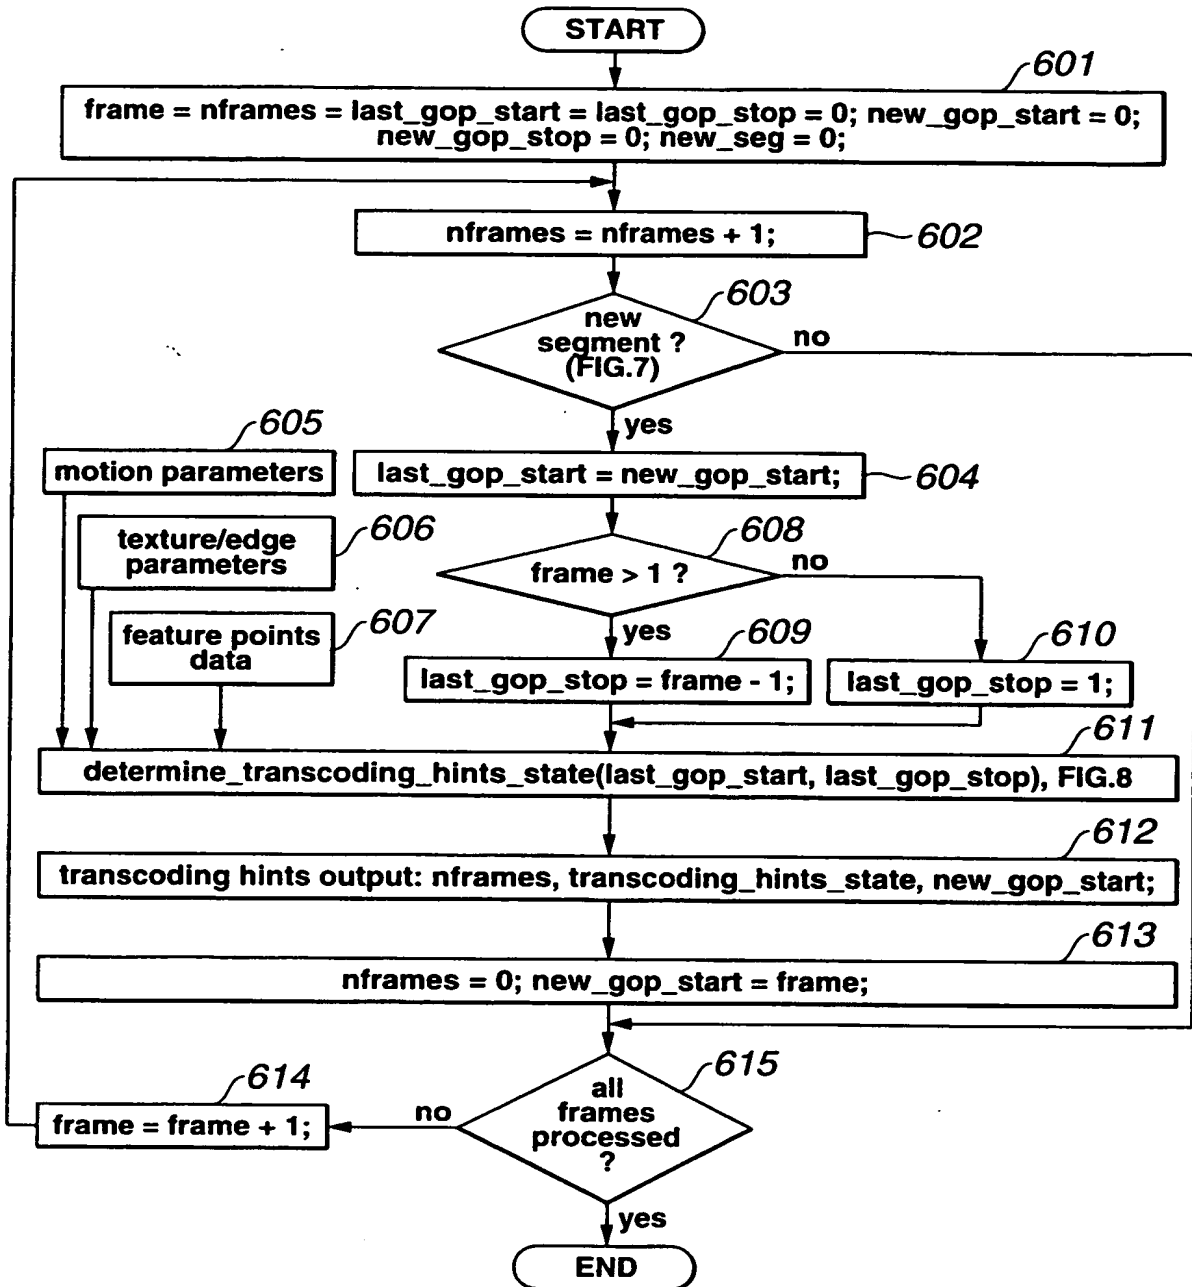 START
601
frame = nframes = last_gop_start = last_gop_stop = 0; new_gop_start = 0;
new_gop_stop = 0; new_seg = 0;
nframes = nframes + 1;
602
603
new
segment ?
(FIG.7)
no
yes
605
motion parameters
last_gop_start = new_gop_start;
604
606
texture/edge
parameters
608
frame > 1 ?
no
607
feature points
data
yes
609
last_gop_stop = frame - 1;
610
last_gop_stop = 1;
611
determine_transcoding_hints_state(last_gop_start, last_gop_stop), FIG.8
612
transcoding hints output: nframes, transcoding_hints_state, new_gop_start;
613
nframes = 0; new_gop_start = frame;
615
all
frames
processed
?
614
frame = frame + 1;
no
yes
END